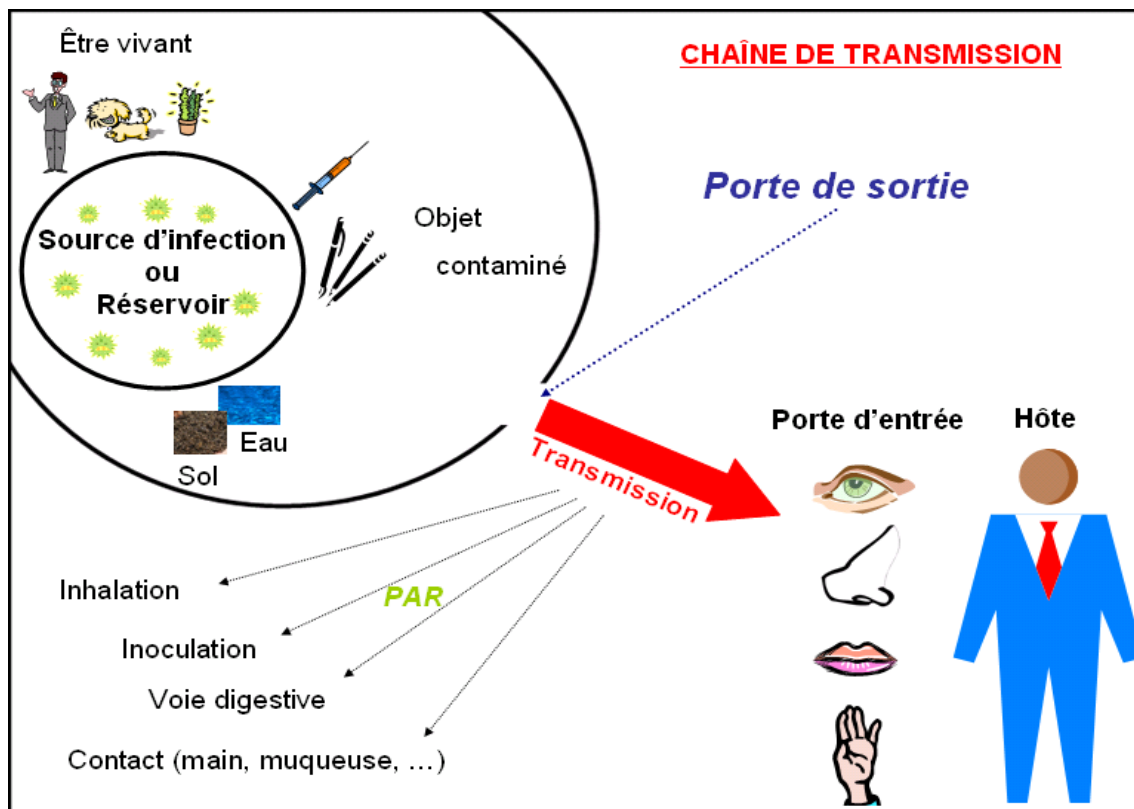 Être vivant
CHAÎNE DE TRANSMISSION
Porte de sortie
Source d'infection
ou
Réservoir
Objet
contaminé
Eau
Sol
Transmission
Porte d'entrée
Hôte
PAR
Inhalation
Inoculation
Voie digestive
Contact (main, muqueuse, …)